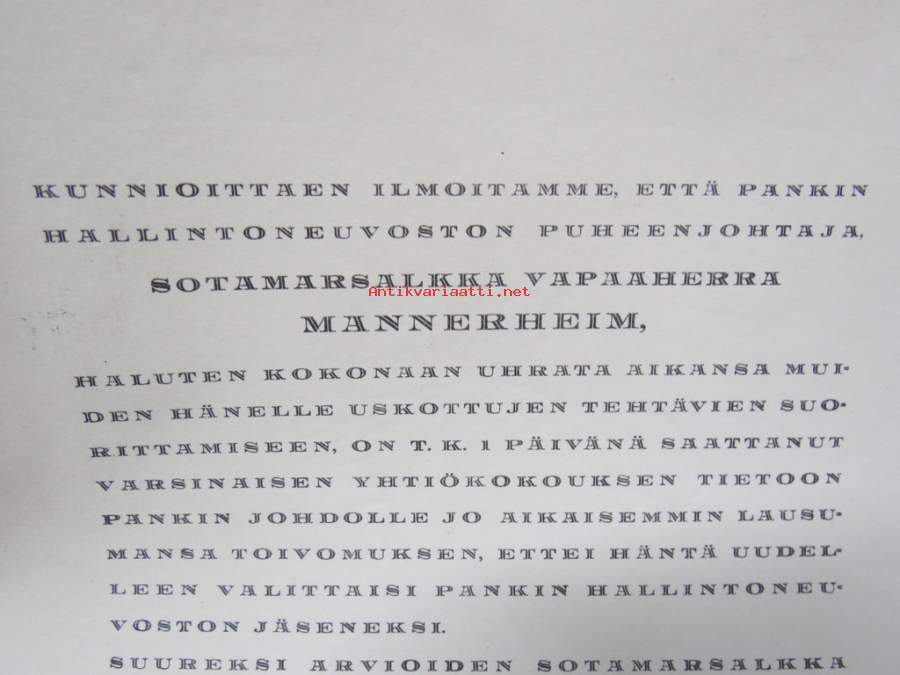 KUNNIOITTAEN ILMOITAMME, ETTÄ PANKIN
HALLINTONEUVOSTON PUHEENJOHTAJA,
SOTAMARSALKKA VAPAAHERRA
Antikvariaatti.net
MANNERHEIM,
HALUTEN KOKONAAN UHRATA AIKANSA MUI-
DEN HÄNELLE USKOTTUJEN TEHTÄVIEN SUO-
RITTAMISEEN, ON T. K. 1 PÄIVÄNÄ SAATTANUT
VARSINAISEN YHTIÖKOKOUKSEN TIETOON
PANKIN JOHDOLLE JO AIKAISEMMIN LAUSU-
MANSA TOIVOMUKSEN, ETTEI HÄNTÄ UUDEL-
LEEN VALITTAISI PANKIN HALLINTONEU-
VOSTON JÄSENEKSI.
SUUREKSI ARVIOIDEN SOTAMARSALKKA